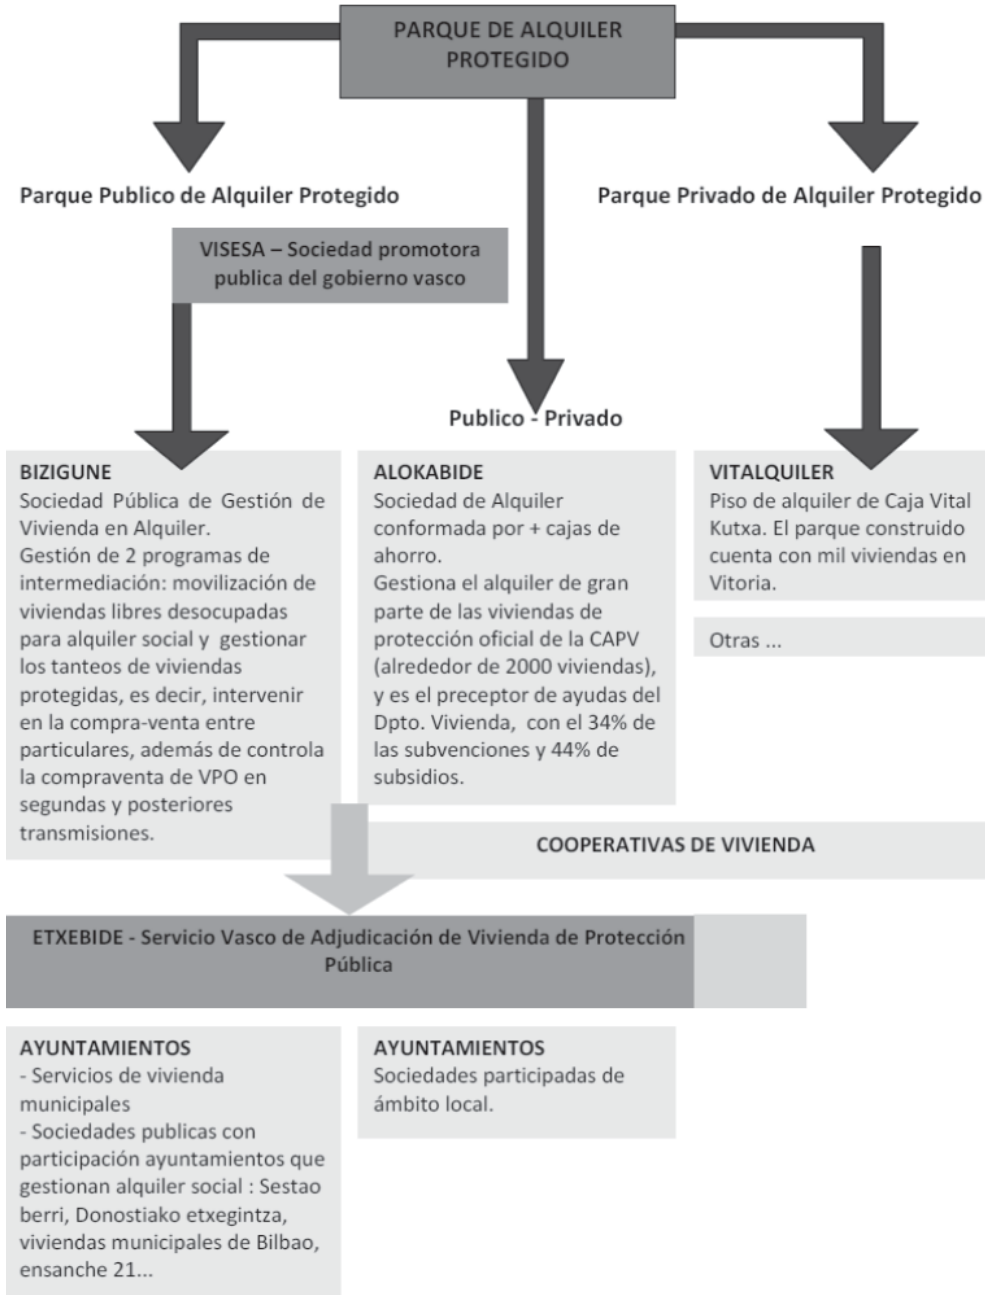 PARQUE DE ALQUILER
PROTEGIDO
Parque Publico de Alquiler Protegido
Parque Privado de Alquiler Protegido
VISESA – Sociedad promotora
publica del gobierno vasco
Publico - Privado
BIZIGUNE
Sociedad Pública de Gestión de
Vivienda en Alquiler.
Gestión de 2 programas de
intermediación: movilización de
viviendas libres desocupadas
para alquiler social y gestionar
los tanteos de viviendas
protegidas, es decir, intervenir
en la compra-venta entre
particulares, además de controla
la compraventa de VPO en
segundas y posteriores
transmisiones.
ALOKABIDE
Sociedad de Alquiler
conformada por + cajas de
ahorro.
Gestiona el alquiler de gran
parte de las viviendas de
protección oficial de la CAPV
(alrededor de 2000 viviendas),
y es el preceptor de ayudas del
Dpto. Vivienda, con el 34% de
las subvenciones y 44% de
subsidios.
VITALQUILER
Piso de alquiler de Caja Vital
Kutxa. El parque construido
cuenta con mil viviendas en
Vitoria.
Otras ...
COOPERATIVAS DE VIVIENDA
ETXEBIDE - Servicio Vasco de Adjudicación de Vivienda de Protección
Pública
AYUNTAMIENTOS
- Servicios de vivienda
municipales
- Sociedades publicas con
participación ayuntamientos que
gestionan alquiler social : Sestao
berri, Donostiako etxegintza,
viviendas municipales de Bilbao,
ensanche 21...
AYUNTAMIENTOS
Sociedades participadas de
ámbito local.